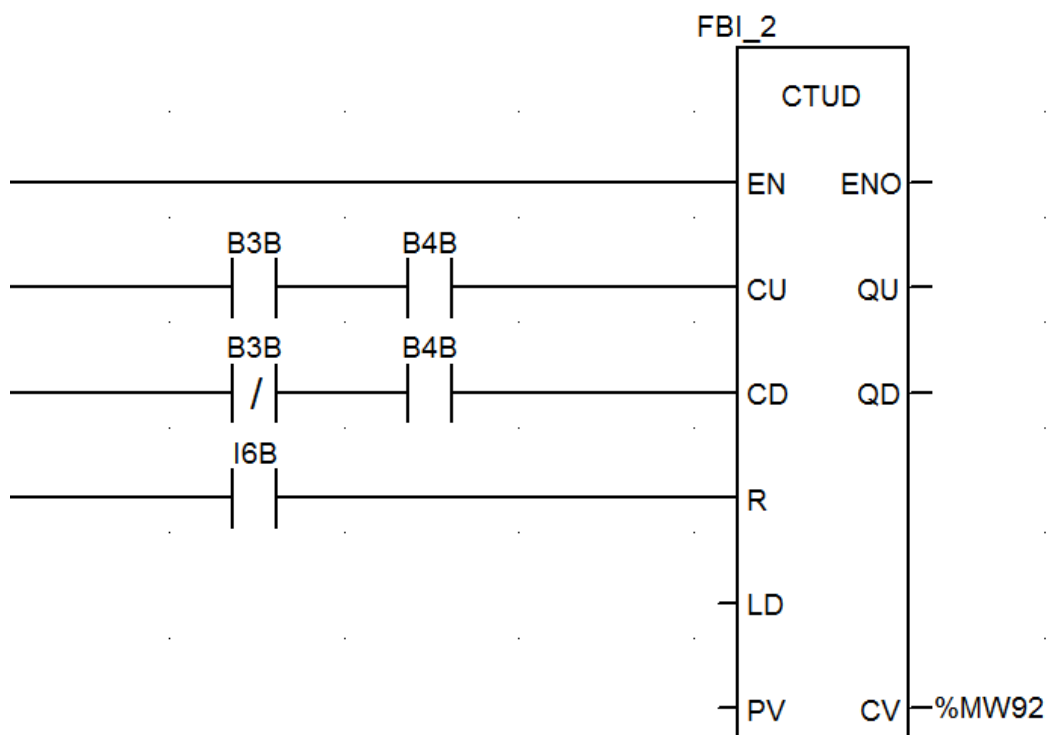 FBI_2
CTUD
EN ENO
B3B B4B
CU QU
B3B B4B
/
CD QD
I6B
R
LD
PV CV %MW92